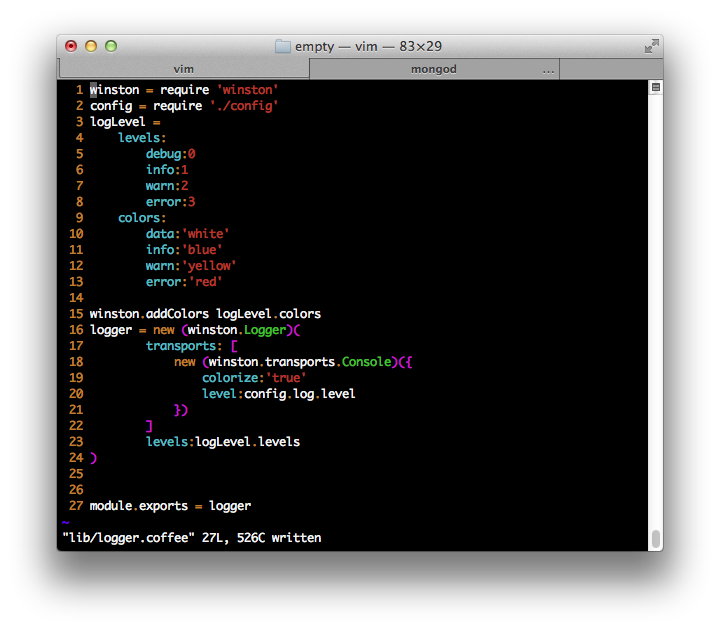 empty — vim — 83×29
vim
mongod ...
1 winston = require 'winston'
2 config = require './config'
3 logLevel =
4     levels:
5         debug:0
6         info:1
7         warn:2
8         error:3
9     colors:
10         data:'white'
11         info:'blue'
12         warn:'yellow'
13         error:'red'
14
15 winston.addColors logLevel.colors
16 logger = new (winston.Logger)(
17         transports: [
18             new (winston.transports.Console)({
19                 colorize:'true'
20                 level:config.log.level
21             })
22         ]
23         levels:logLevel.levels
24 )
25
26
27 module.exports = logger
~
"lib/logger.coffee" 27L, 526C written